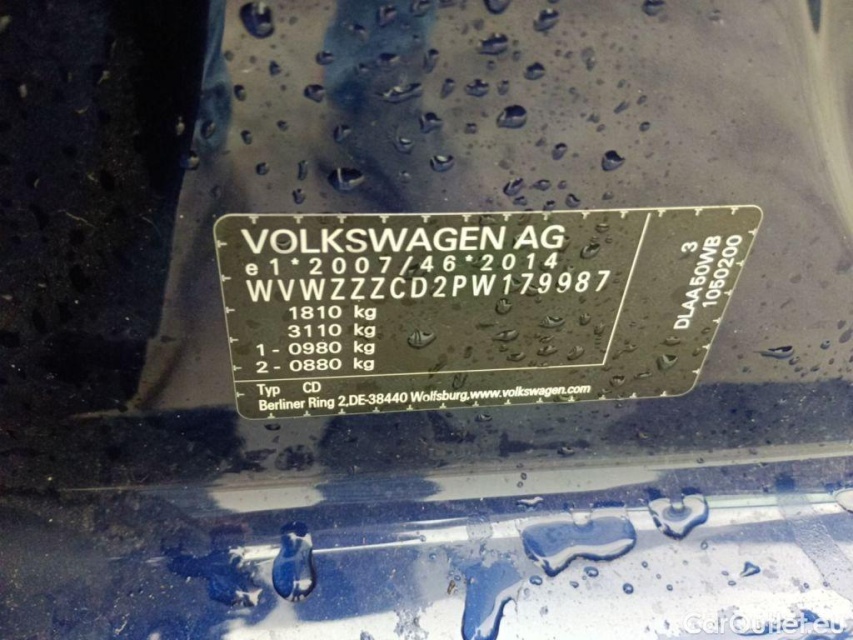 VOLKSWAGEN AG
e1*2007/46*2014
WVWZZZCD2PW179987
1810 kg
3110 kg
1 - 0980 kg
2 - 0880 kg
Typ CD
Berliner Ring 2,DE-38440 Wolfsburg,www.volkswagen.com
3
DLAA50WB
1050200
CarOutlet.eu